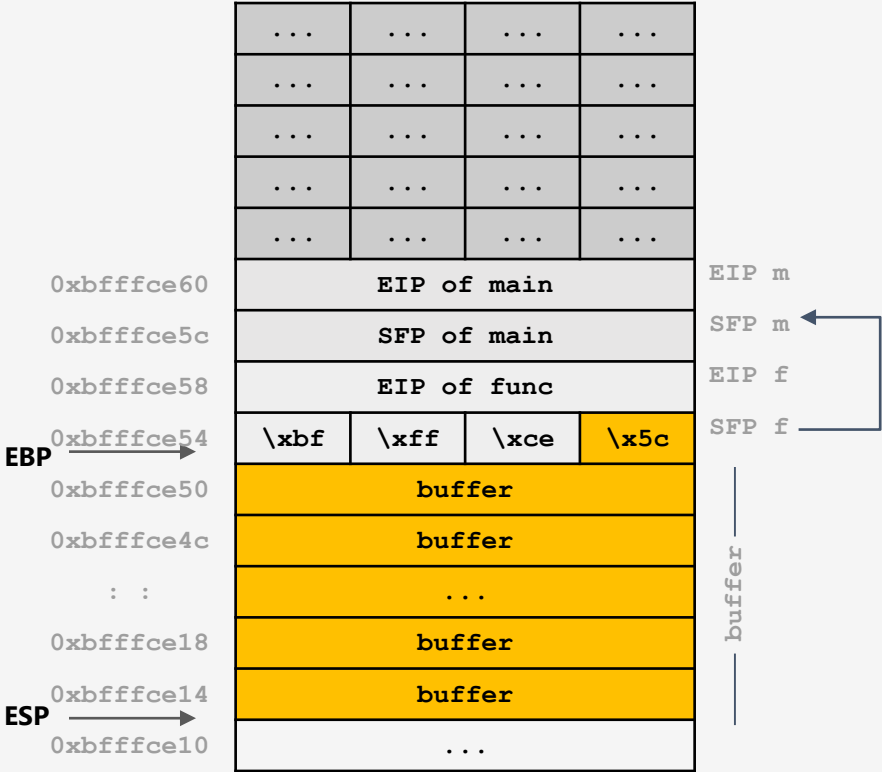 ... ... ... ...
... ... ... ...
... ... ... ...
... ... ... ...
... ... ... ...
0xbfffce60 EIP of main EIP m
0xbfffce5c SFP of main SFP m
0xbfffce58 EIP of func EIP f
0xbfffce54 \xbf \xff \xce \x5c SFP f
EBP
0xbfffce50 buffer
0xbfffce4c buffer
: : ...
buffer
0xbfffce18 buffer
0xbfffce14 buffer
ESP
0xbfffce10 ...